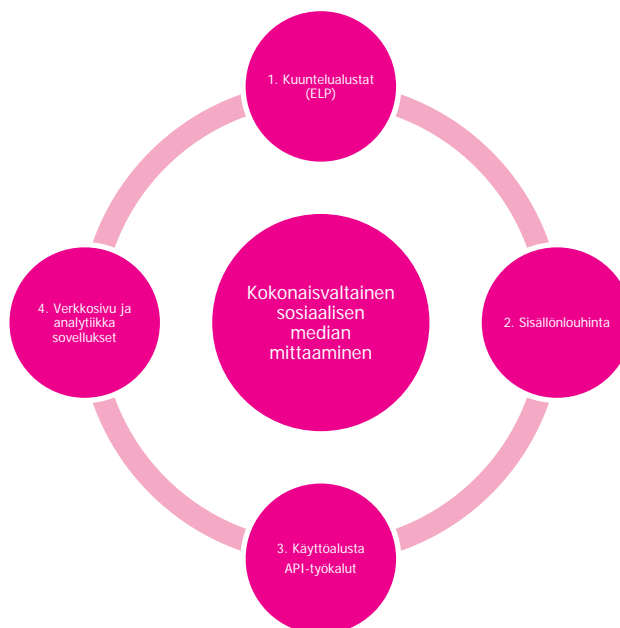 1. Kuuntelualustat
(ELP)
Kokonaisvaltainen
sosiaalisen
median
mittaaminen
2. Sisällönlouhinta
3. Käyttöalusta
API-työkalut
4. Verkkosivu ja
analytiikka
sovellukset